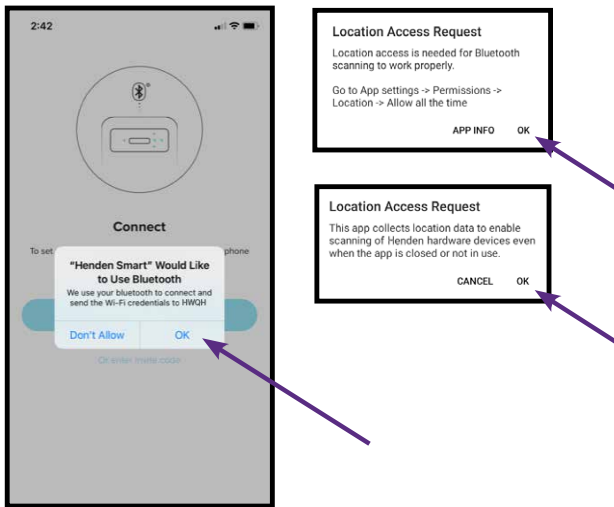 2:42
Connect
To set
phone
"Henden Smart" Would Like
to Use Bluetooth
We use your bluetooth to connect and
send the Wi-Fi credentials to HWQH
Don't Allow
OK
Or enter invite code
Location Access Request
Location access is needed for Bluetooth
scanning to work properly.
Go to App settings -> Permissions ->
Location -> Allow all the time
APP INFO OK
Location Access Request
This app collects location data to enable
scanning of Henden hardware devices even
when the app is closed or not in use.
CANCEL OK